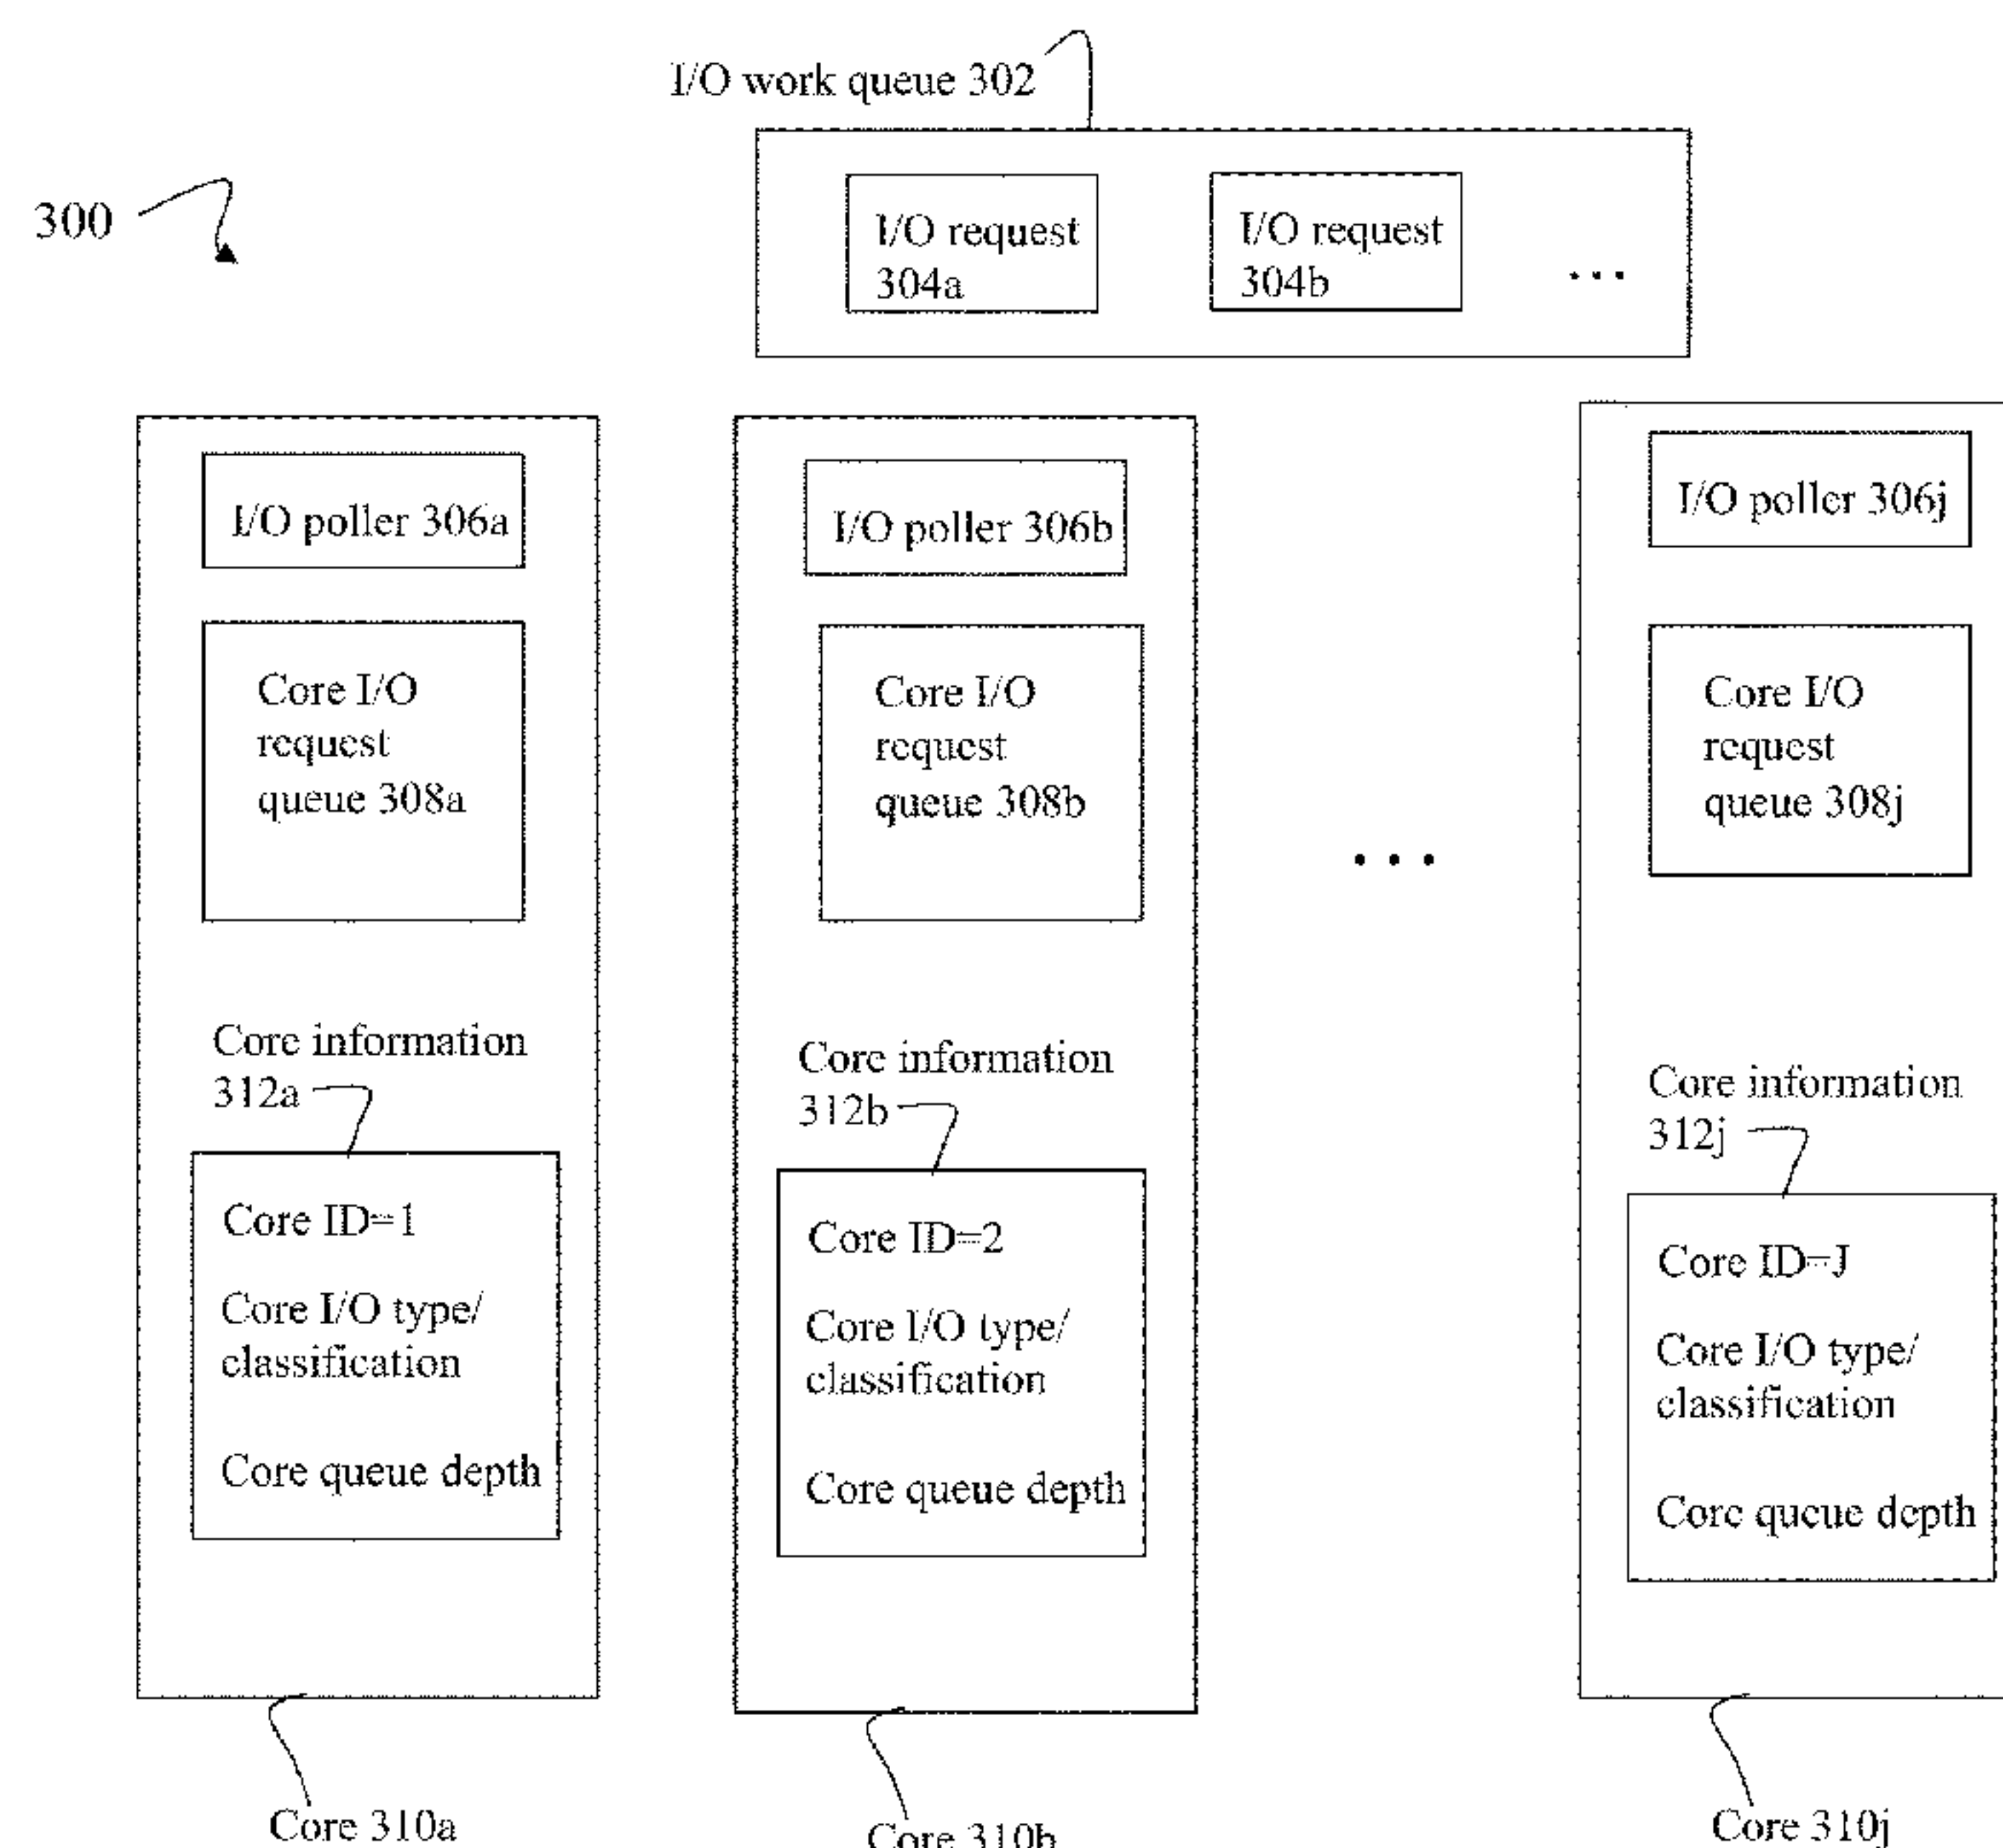 I/O work queue 302
300
I/O request
304a
I/O request
304b
...
I/O poller 306a
Core I/O
request
queue 308a
Core information
312a
Core ID=1
Core I/O type/
classification
Core queue depth
Core 310a
I/O poller 306b
Core I/O
request
queue 308b
Core information
312b
Core ID=2
Core I/O type/
classification
Core queue depth
Core 310b
...
I/O poller 306j
Core I/O
request
queue 308j
Core information
312j
Core ID=J
Core I/O type/
classification
Core queue depth
Core 310j